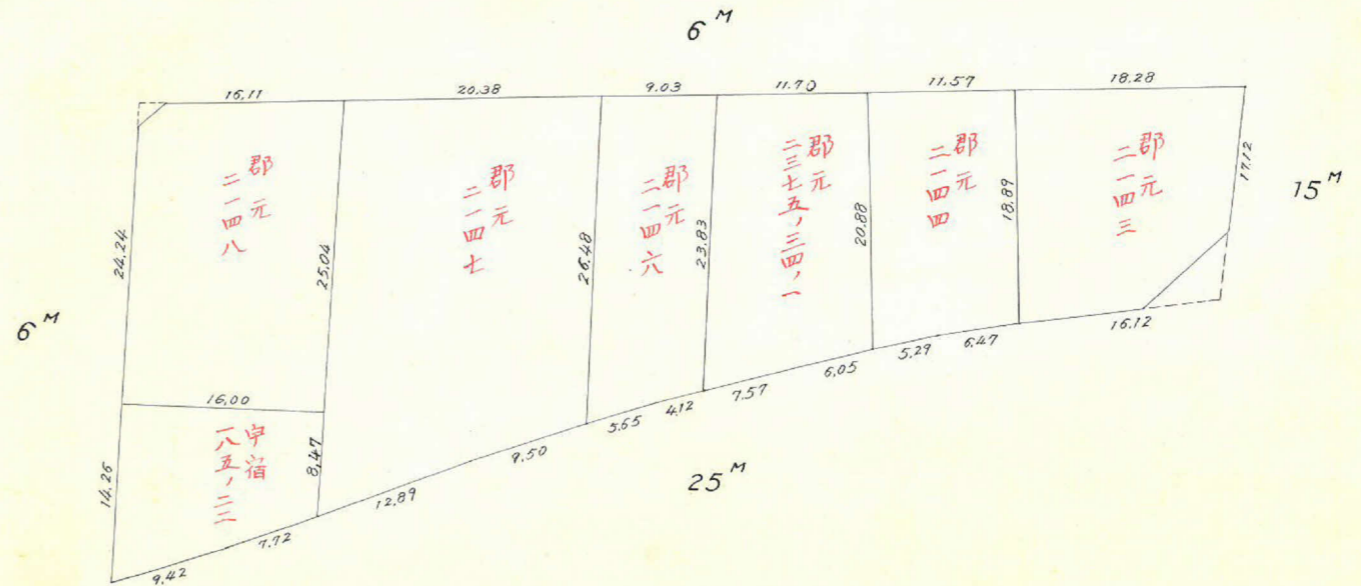 6M
16,11
20.38
9.03
11.70
11.57
18.28
郡元
二一四八
郡元
二一四七
郡元
二一四六
郡元
二三七五,三四,一
郡元
二一四四
郡元
二一四三
17.12
15M
24.24
25.04
26.48
23.83
20.88
18.89
6M
16.00
16.12
宇宿
一八五,二二
14.26
8.47
9.42
7.72
12.89
9.50
5.65
4.12
7.57
6.05
5.29
6.47
25M